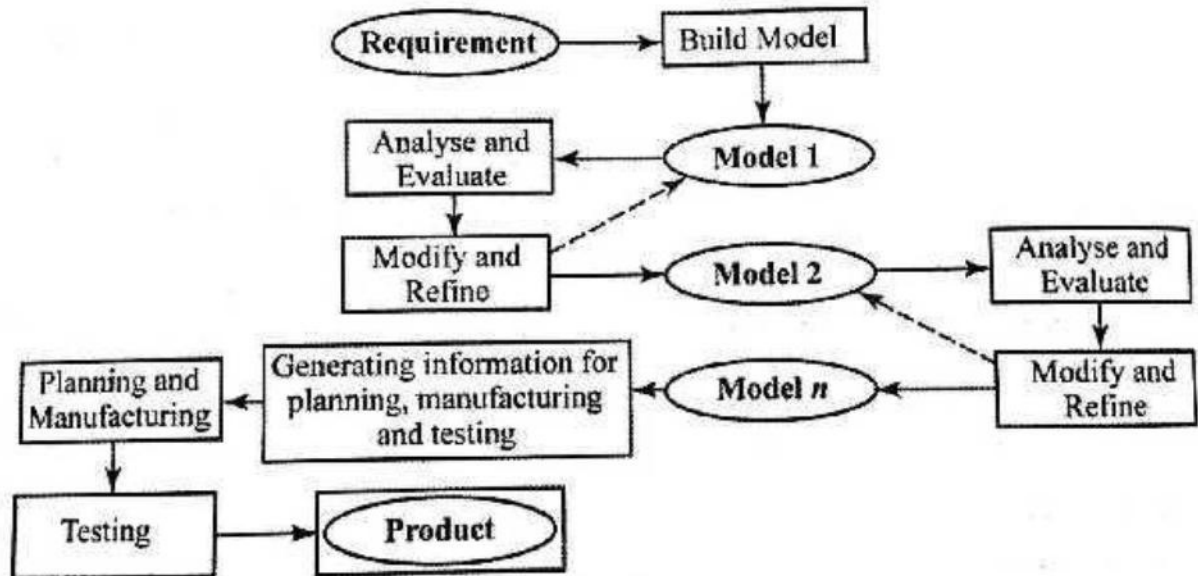 Requirement
Build Model
Analyse and
Evaluate
Model 1
Modify and
Refine
Model 2
Analyse and
Evaluate
Planning and
Manufacturing
Generating information for
planning, manufacturing
and testing
Model n
Modify and
Refine
Testing
Product